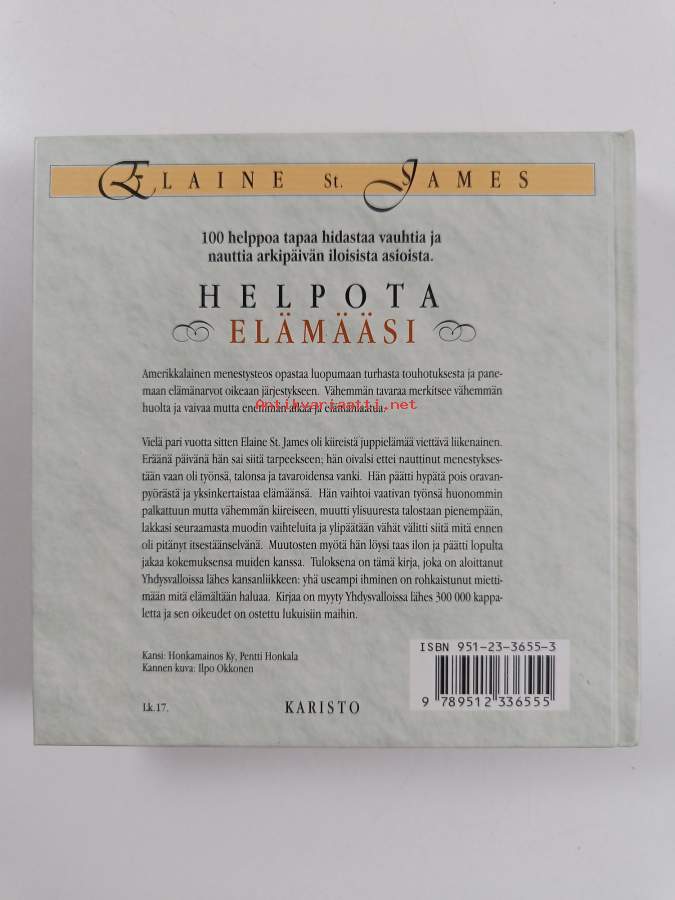 ELAINE St. JAMES
100 helppoa tapaa hidastaa vauhtia ja
nauttia arkipäivän iloisista asioista.
HELPOTA
ELÄMÄÄSI
Amerikkalainen menestysteos opastaa luopumaan turhasta touhotuksesta ja pane-
maan elämänarvot oikeaan järjestykseen. Vähemmän tavaraa merkitsee vähemmän
huolta ja vaivaa mutta enemmän aikaa ja elämänlaatua.
Antikvariaatti.net
Vielä pari vuotta sitten Elaine St. James oli kiireistä juppielämää viettävä liikenainen.
Eräänä päivänä hän sai siitä tarpeekseen; hän oivalsi ettei nauttinut menestykses-
tään vaan oli työnsä, talonsa ja tavaroidensa vanki. Hän päätti hypätä pois oravan-
pyörästä ja yksinkertaistaa elämäänsä. Hän vaihtoi vaativan työnsä huonommin
palkattuun mutta vähemmän kiireiseen, muutti ylisuuresta talostaan pienempään,
lakkasi seuraamasta muodin vaihteluita ja ylipäätään vähät välitti siitä mitä ennen
oli pitänyt itsestäänselvänä. Muutosten myötä hän löysi taas ilon ja päätti lopulta
jakaa kokemuksensa muiden kanssa. Tuloksena on tämä kirja, joka on aloittanut
Yhdysvalloissa lähes kansanliikkeen: yhä useampi ihminen on rohkaistunut mietti-
mään mitä elämältään haluaa. Kirjaa on myyty Yhdysvalloissa lähes 300 000 kappa-
letta ja sen oikeudet on ostettu lukuisiin maihin.
Kansi: Honkamainos Ky, Pentti Honkala
Kannen kuva: Ilpo Okkonen
ISBN 951-23-3655-3
9 789512 336555
Lk.17.
KARISTO